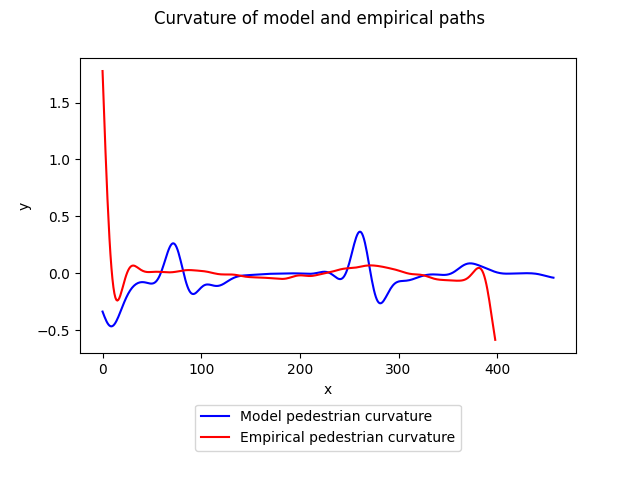 Curvature of model and empirical paths
1.5
1.0
0.5
0.0
−0.5
y
0 100 200 300 400
x
Model pedestrian curvature
Empirical pedestrian curvature